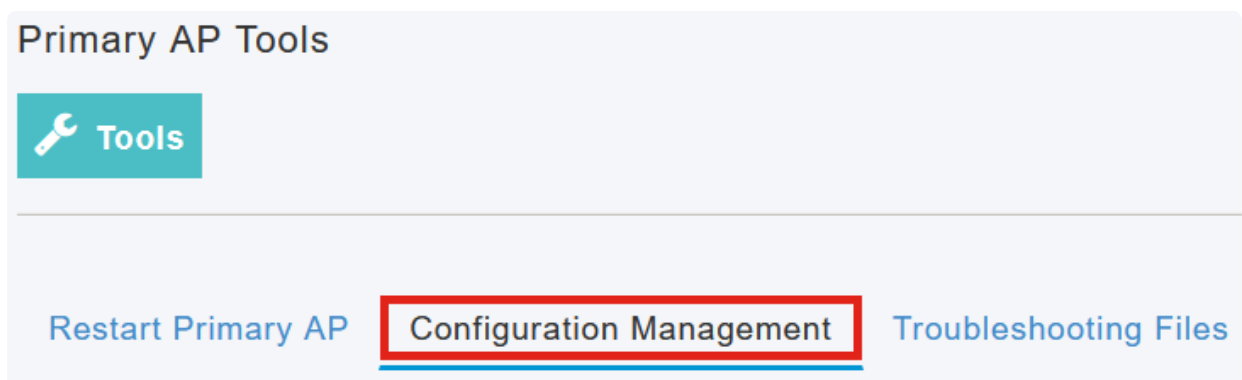 Primary AP Tools
Tools
Restart Primary AP Configuration Management Troubleshooting Files